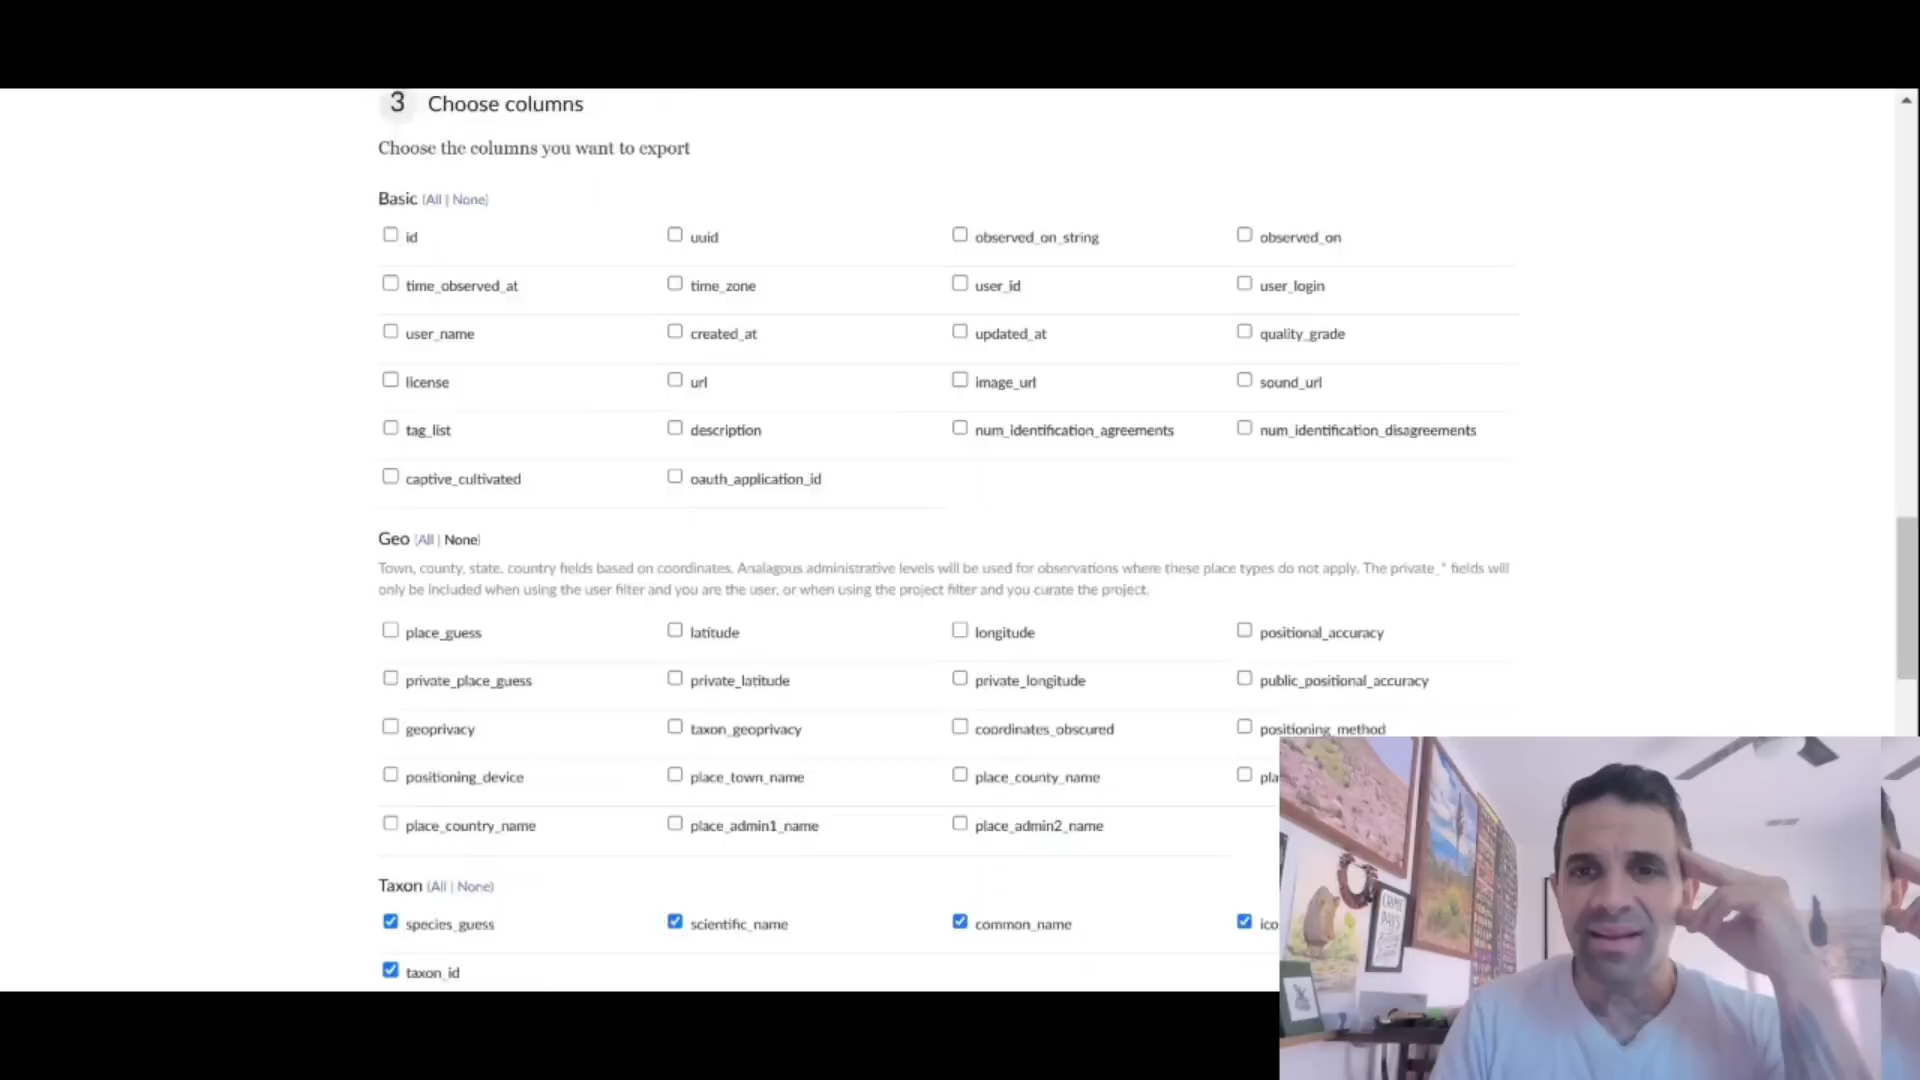 3 Choose columns
Choose the columns you want to export
Basic (All | None)
id uuid observed_on_string observed_on
time_observed_at time_zone user_id user_login
user_name created_at updated_at quality_grade
license url image_url sound_url
tag_list description num_identification_agreements num_identification_disagreements
captive_cultivated oauth_application_id
Geo (All | None)
Town, county, state, country fields based on coordinates. Analagous administrative levels will be used for observations where these place types do not apply. The private_* fields will
only be included when using the user filter and you are the user, or when using the project filter and you curate the project.
place_guess latitude longitude positional_accuracy
private_place_guess private_latitude private_longitude public_positional_accuracy
geoprivacy taxon_geoprivacy coordinates_obscured positioning_method
positioning_device place_town_name place_county_name pla
place_country_name place_admin1_name place_admin2_name
Taxon (All | None)
species_guess scientific_name common_name ico
taxon_id
CRIME
PAYS